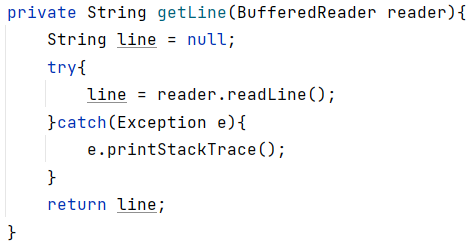 private String getLine(BufferedReader reader){
    String line = null;
    try{
        line = reader.readLine();
    }catch(Exception e){
        e.printStackTrace();
    }
    return line;
}